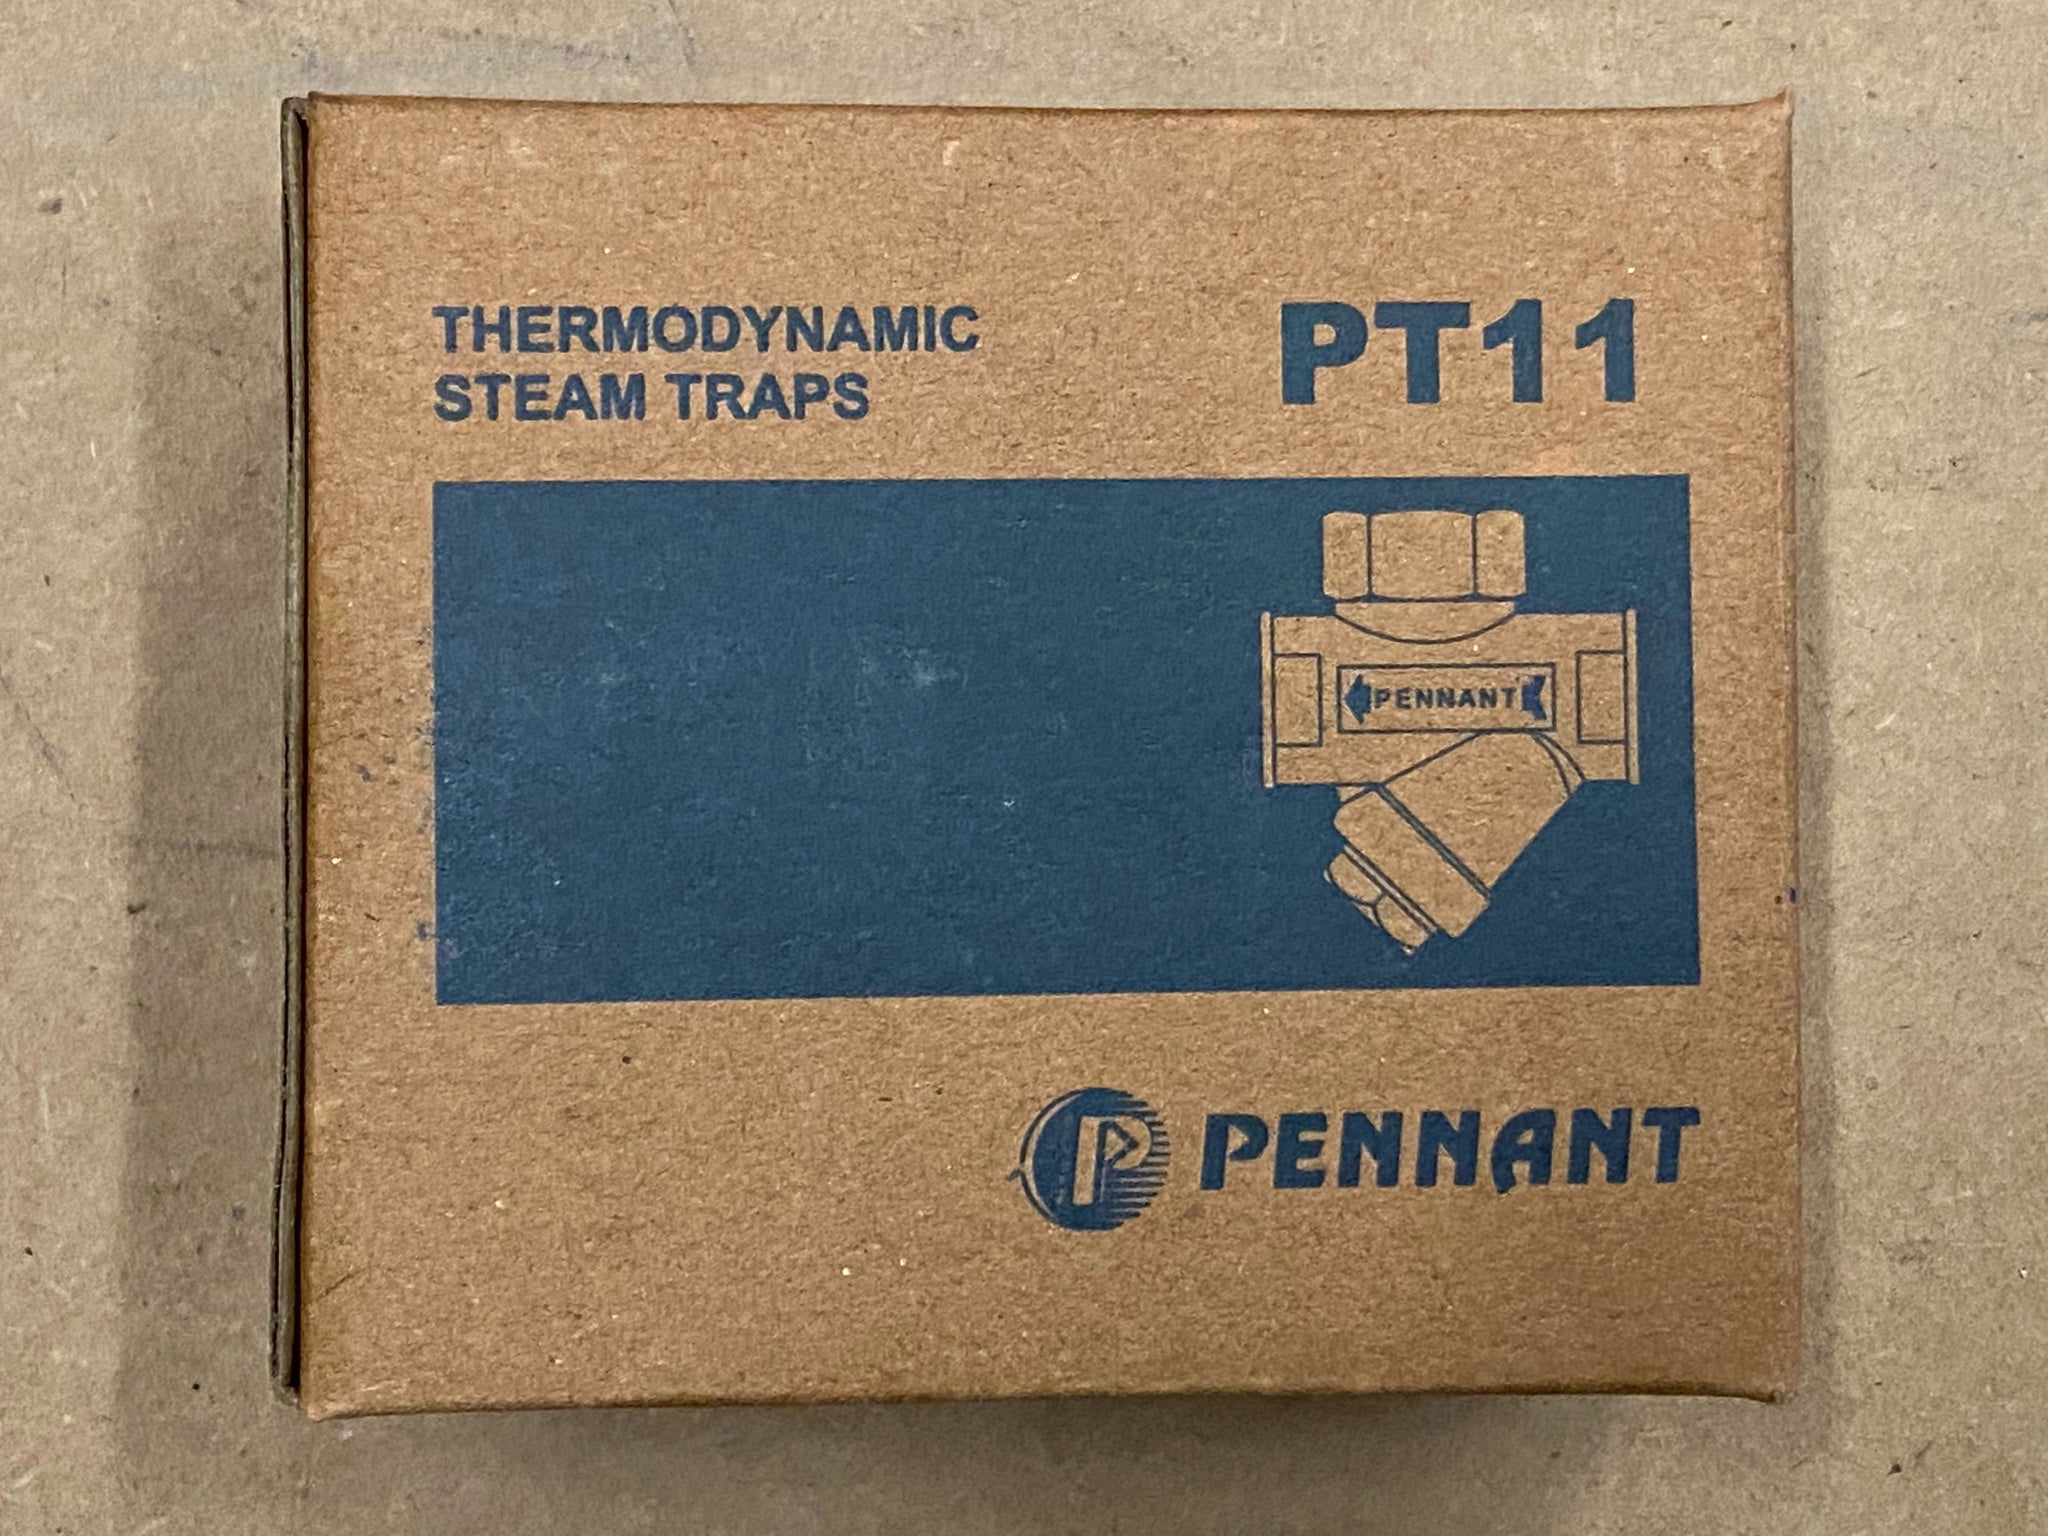 THERMODYNAMIC
STEAM TRAPS
PT11
PENNANT
P PENNANT